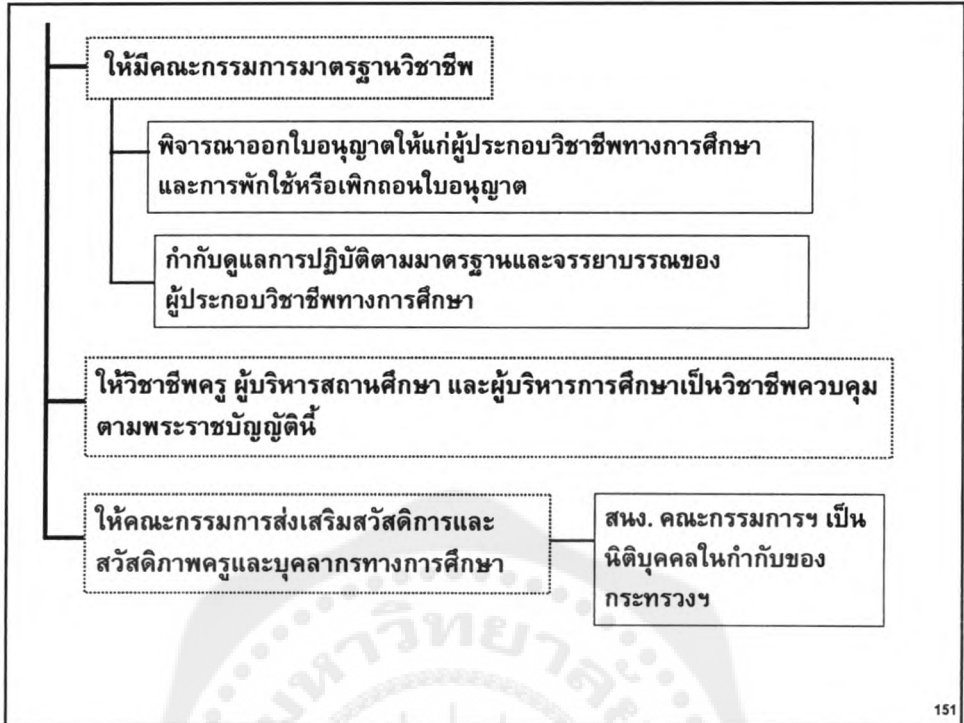 ให้มีคณะกรรมการมาตรฐานวิชาชีพ
พิจารณาออกใบอนุญาตให้แก่ผู้ประกอบวิชาชีพทางการศึกษา
และการพักใช้หรือเพิกถอนใบอนุญาต
กำกับดูแลการปฏิบัติตามมาตรฐานและจรรยาบรรณของ
ผู้ประกอบวิชาชีพทางการศึกษา
ให้วิชาชีพครู ผู้บริหารสถานศึกษา และผู้บริหารการศึกษาเป็นวิชาชีพควบคุม
ตามพระราชบัญญัตินี้
ให้คณะกรรมการส่งเสริมสวัสดิการและ
สวัสดิภาพครูและบุคลากรทางการศึกษา
สนง. คณะกรรมการฯ เป็น
นิติบุคคลในกำกับของ
กระทรวงฯ
151